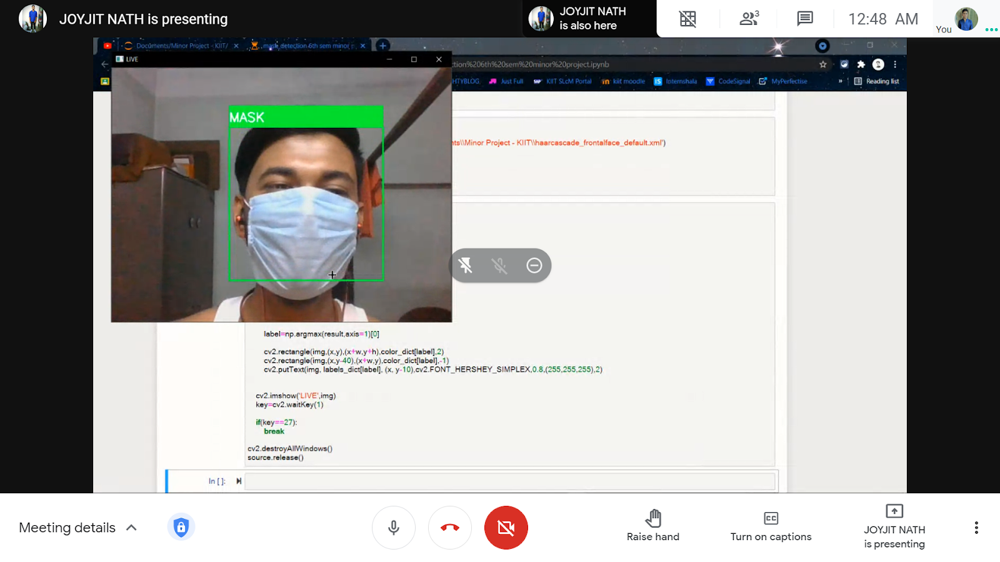 JOYJIT NATH is presenting
JOYJIT NATH
is also here
3
12:48 AM
You
Documents/Minor Project - KIIT/
mask detection 6th sem minor
LIVE
ction%206th%20sem%20minor%20project.ipynb
HTYBLOG
Just Full
KIIT SLcM Portal
kiit moodle
Internshala
CodeSignal
MyPerfectise
»
Reading list
MASK
nts\\Minor Project - KIIT\\haarcascade_frontalface_default.xml')
label=np.argmax(result,axis=1)[0]
cv2.rectangle(img,(x,y),(x+w,y+h),color_dict[label],2)
cv2.rectangle(img,(x,y-40),(x+w,y),color_dict[label],-1)
cv2.putText(img, labels_dict[label], (x, y-10),cv2.FONT_HERSHEY_SIMPLEX,0.8,(255,255,255),2)
cv2.imshow('LIVE',img)
key=cv2.waitKey(1)
if(key==27):
break
cv2.destroyAllWindows()
source.release()
In [ ]:
Meeting details
Raise hand
CC
Turn on captions
JOYJIT NATH
is presenting